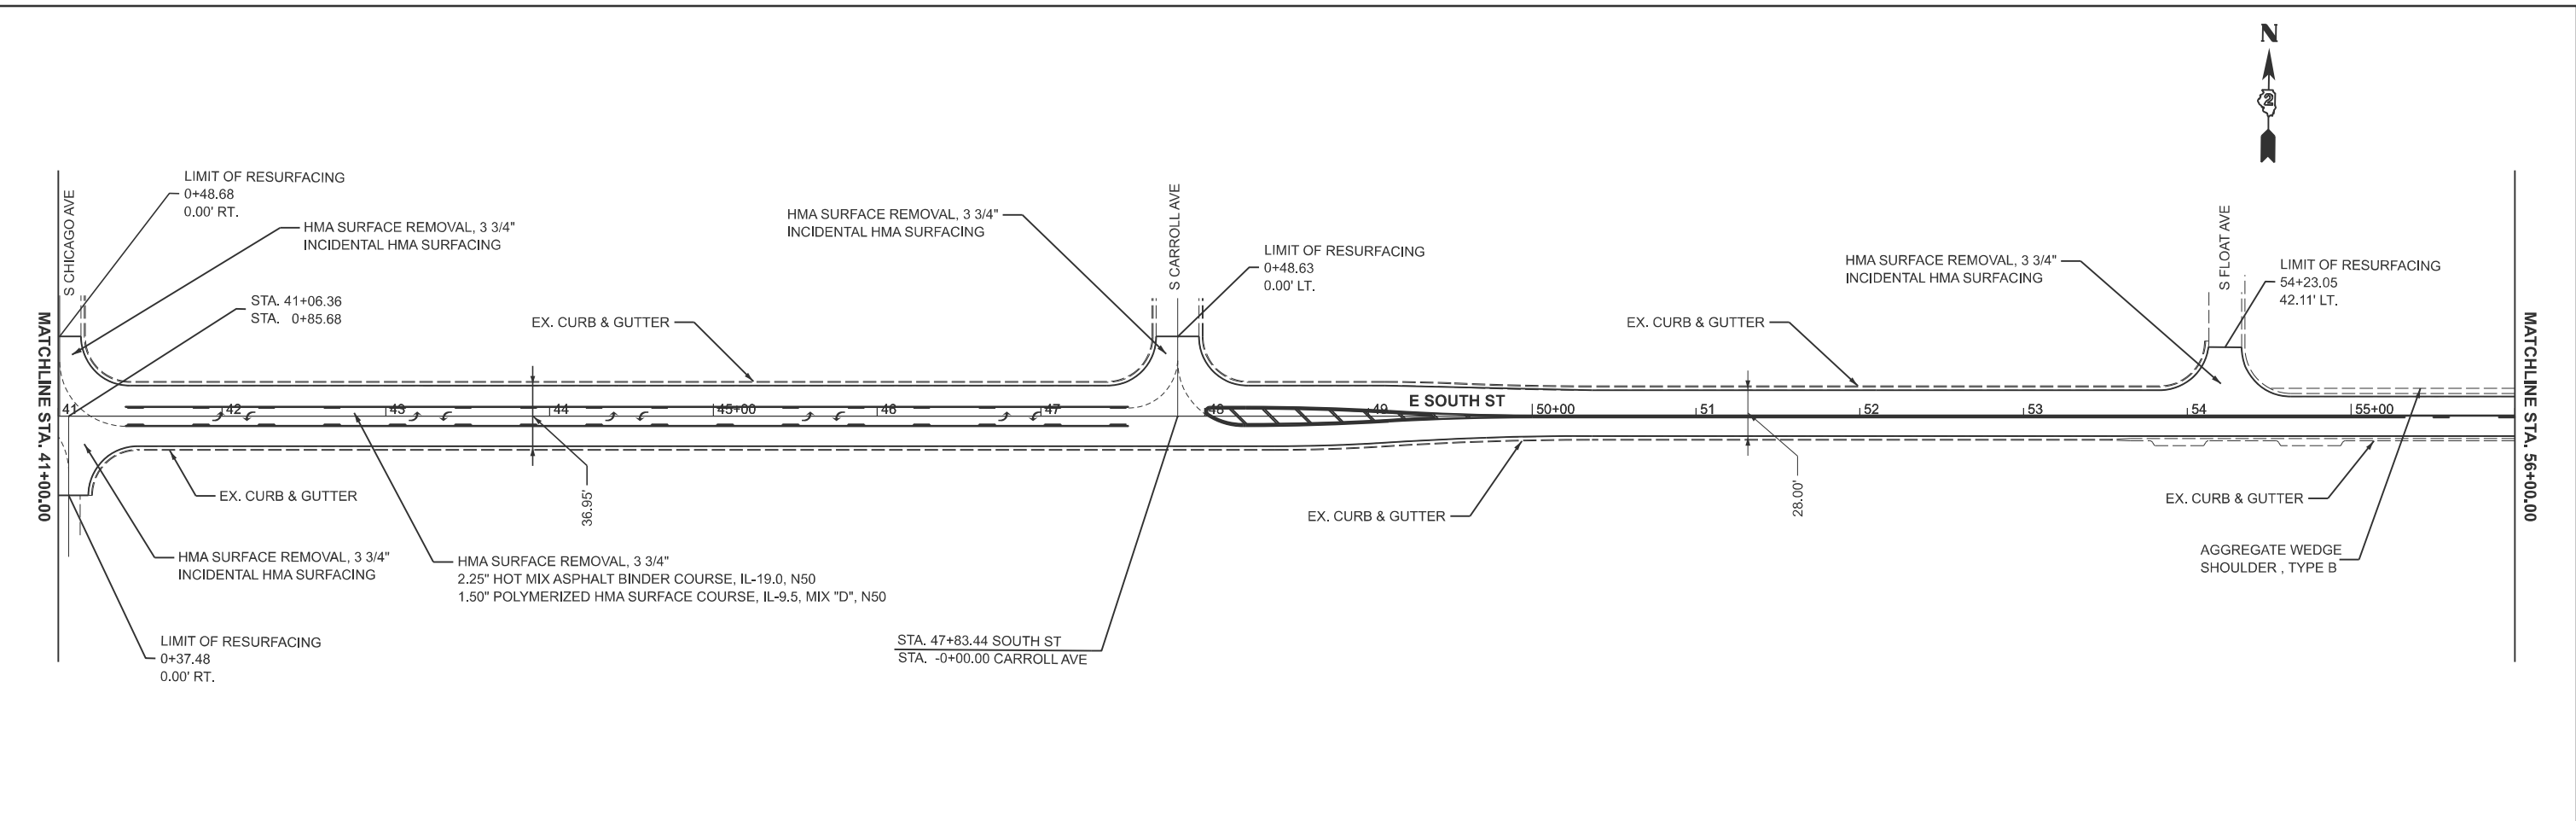 N
2
LIMIT OF RESURFACING
0+48.68
0.00' RT.
S CHICAGO AVE
HMA SURFACE REMOVAL, 3 3/4"
INCIDENTAL HMA SURFACING
STA. 41+06.36
STA. 0+85.68
EX. CURB & GUTTER
HMA SURFACE REMOVAL, 3 3/4"
INCIDENTAL HMA SURFACING
S CARROLL AVE
LIMIT OF RESURFACING
0+48.63
0.00' LT.
EX. CURB & GUTTER
HMA SURFACE REMOVAL, 3 3/4"
INCIDENTAL HMA SURFACING
S FLOAT AVE
LIMIT OF RESURFACING
54+23.05
42.11' LT.
MATCHLINE STA. 41+00.00
MATCHLINE STA. 56+00.00
E SOUTH ST
41 42 43 44 45+00 46 47 48 49 50+00 51 52 53 54 55+00
EX. CURB & GUTTER
36.95'
EX. CURB & GUTTER
28.00'
EX. CURB & GUTTER
HMA SURFACE REMOVAL, 3 3/4"
INCIDENTAL HMA SURFACING
HMA SURFACE REMOVAL, 3 3/4"
2.25" HOT MIX ASPHALT BINDER COURSE, IL-19.0, N50
1.50" POLYMERIZED HMA SURFACE COURSE, IL-9.5, MIX "D", N50
AGGREGATE WEDGE
SHOULDER , TYPE B
LIMIT OF RESURFACING
0+37.48
0.00' RT.
STA. 47+83.44 SOUTH ST
STA. -0+00.00 CARROLL AVE